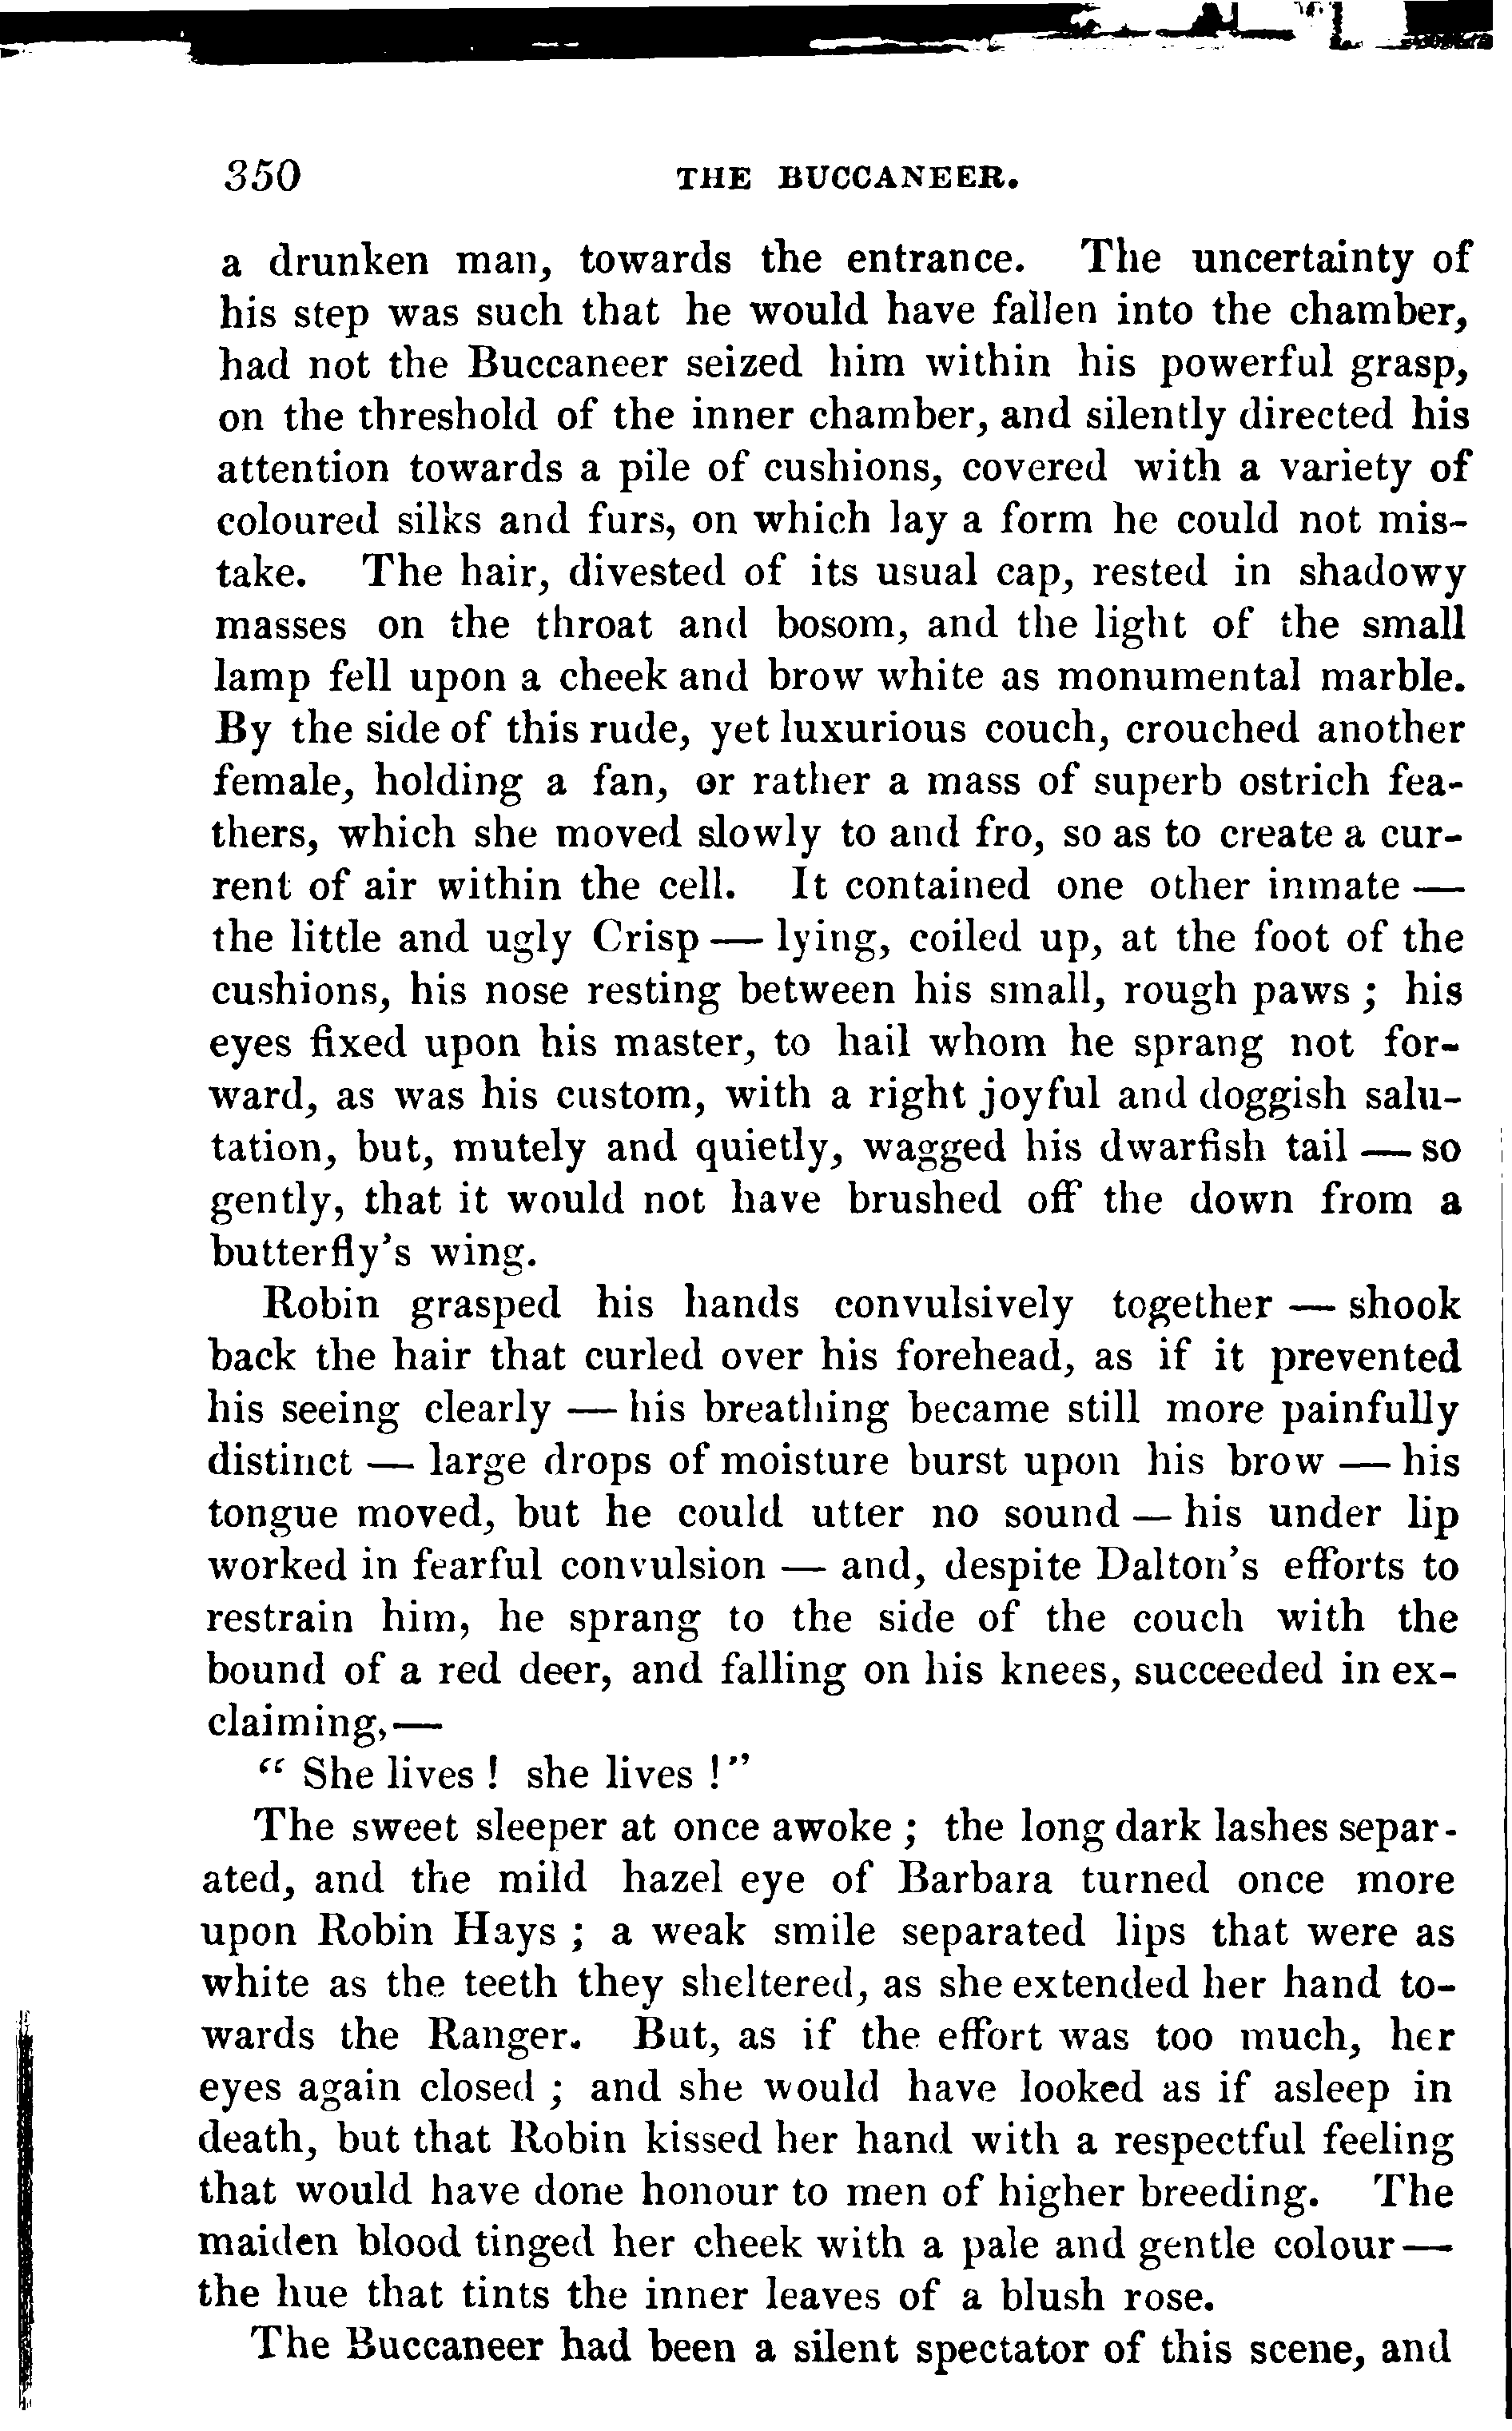 350 THE BUCCANEER.
a drunken man, towards the entrance. The uncertainty of
his step was such that he would have fallen into the chamber,
had not the Buccaneer seized him within his powerful grasp,
on the threshold of the inner chamber, and silently directed his
attention towards a pile of cushions, covered with a variety of
coloured silks and furs, on which lay a form he could not mis-
take. The hair, divested of its usual cap, rested in shadowy
masses on the throat and bosom, and the light of the small
lamp fell upon a cheek and brow white as monumental marble.
By the side of this rude, yet luxurious couch, crouched another
female, holding a fan, or rather a mass of superb ostrich fea-
thers, which she moved slowly to and fro, so as to create a cur-
rent of air within the cell. It contained one other inmate —
the little and ugly Crisp — lying, coiled up, at the foot of the
cushions, his nose resting between his small, rough paws ; his
eyes fixed upon his master, to hail whom he sprang not for-
ward, as was his custom, with a right joyful and doggish salu-
tation, but, mutely and quietly, wagged his dwarfish tail — so
gently, that it would not have brushed off the down from a
butterfly's wing.
Robin grasped his hands convulsively together — shook
back the hair that curled over his forehead, as if it prevented
his seeing clearly — his breathing became still more painfully
distinct — large drops of moisture burst upon his brow — his
tongue moved, but he could utter no sound — his under lip
worked in fearful convulsion — and, despite Dalton's efforts to
restrain him, he sprang to the side of the couch with the
bound of a red deer, and falling on his knees, succeeded in ex-
claiming,—
“ She lives ! she lives !”
The sweet sleeper at once awoke ; the long dark lashes separ-
ated, and the mild hazel eye of Barbara turned once more
upon Robin Hays ; a weak smile separated lips that were as
white as the teeth they sheltered, as she extended her hand to-
wards the Ranger. But, as if the effort was too much, her
eyes again closed ; and she would have looked as if asleep in
death, but that Robin kissed her hand with a respectful feeling
that would have done honour to men of higher breeding. The
maiden blood tinged her cheek with a pale and gentle colour—
the hue that tints the inner leaves of a blush rose.
The Buccaneer had been a silent spectator of this scene, and